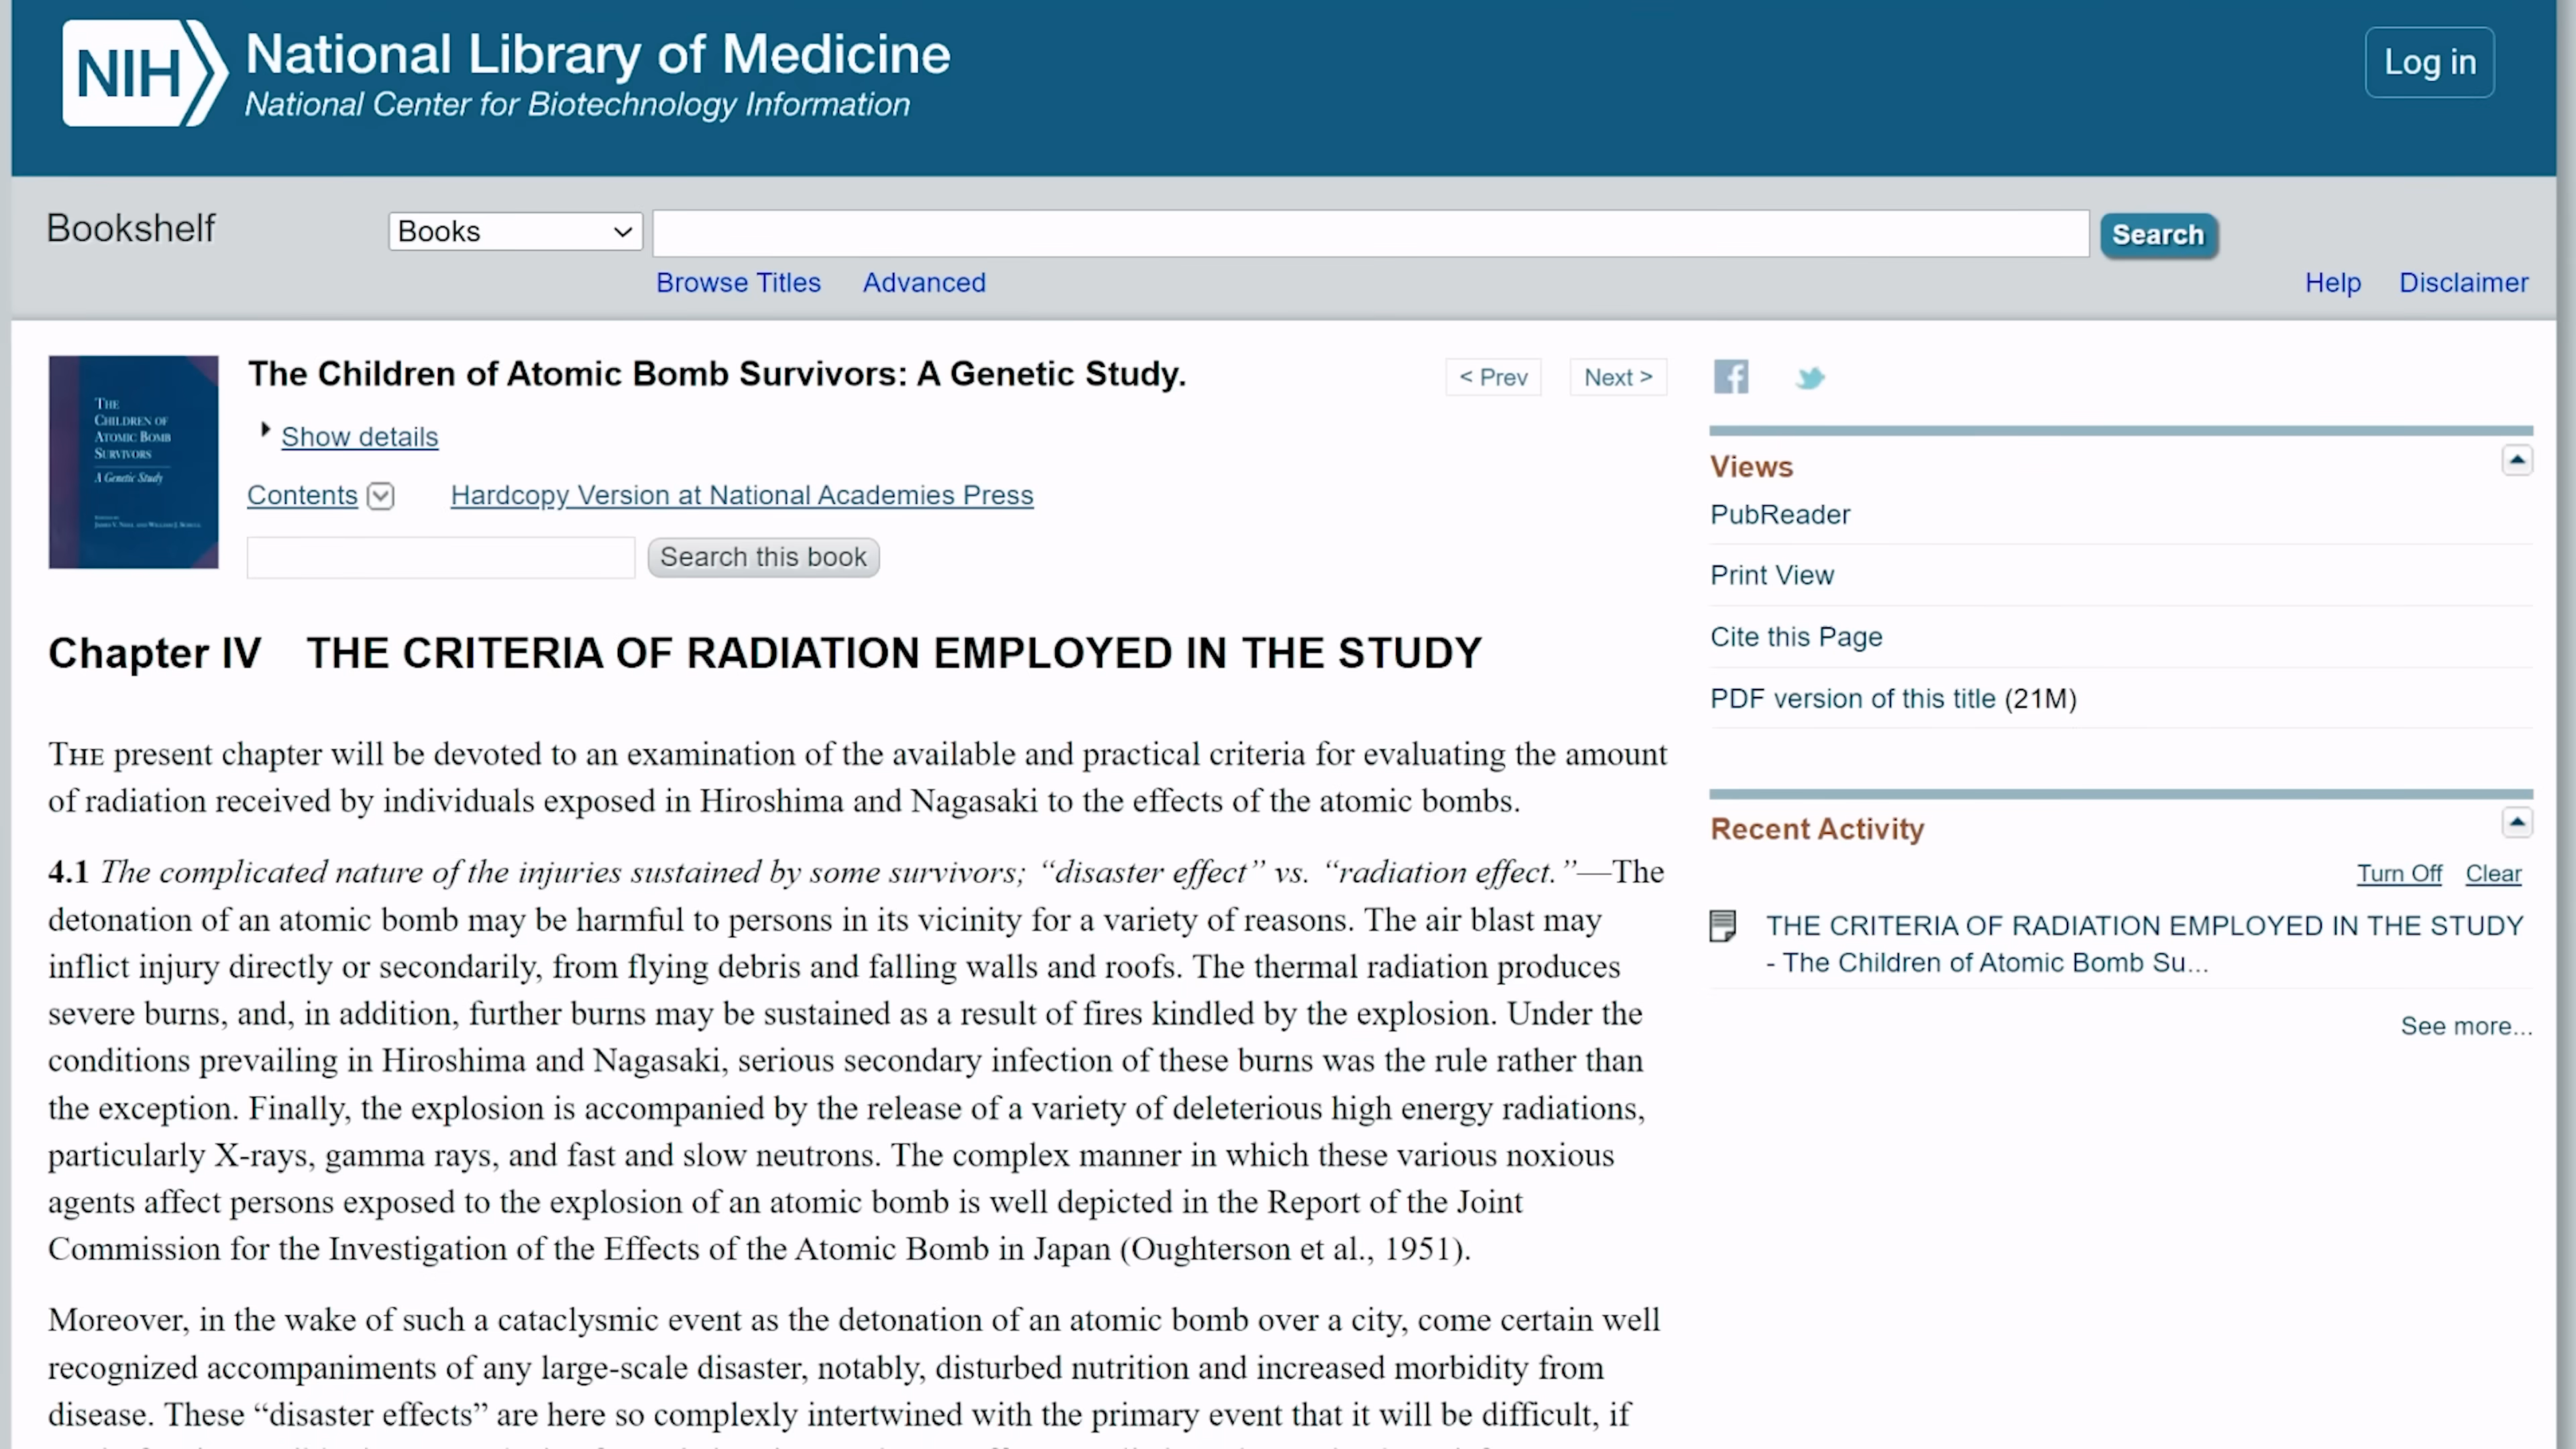 NIH National Library of Medicine
National Center for Biotechnology Information
Log in
Bookshelf
Books
Search
Browse Titles
Advanced
Help
Disclaimer
THE
CHILDREN OF
ATOMIC BOMB
SURVIVORS
A Genetic Study
The Children of Atomic Bomb Survivors: A Genetic Study.
< Prev
Next >
Show details
Contents
Hardcopy Version at National Academies Press
Search this book
Chapter IV THE CRITERIA OF RADIATION EMPLOYED IN THE STUDY
THE present chapter will be devoted to an examination of the available and practical criteria for evaluating the amount
of radiation received by individuals exposed in Hiroshima and Nagasaki to the effects of the atomic bombs.
4.1 The complicated nature of the injuries sustained by some survivors; “disaster effect” vs. “radiation effect.”—The
detonation of an atomic bomb may be harmful to persons in its vicinity for a variety of reasons. The air blast may
inflict injury directly or secondarily, from flying debris and falling walls and roofs. The thermal radiation produces
severe burns, and, in addition, further burns may be sustained as a result of fires kindled by the explosion. Under the
conditions prevailing in Hiroshima and Nagasaki, serious secondary infection of these burns was the rule rather than
the exception. Finally, the explosion is accompanied by the release of a variety of deleterious high energy radiations,
particularly X-rays, gamma rays, and fast and slow neutrons. The complex manner in which these various noxious
agents affect persons exposed to the explosion of an atomic bomb is well depicted in the Report of the Joint
Commission for the Investigation of the Effects of the Atomic Bomb in Japan (Oughterson et al., 1951).
Moreover, in the wake of such a cataclysmic event as the detonation of an atomic bomb over a city, come certain well
recognized accompaniments of any large-scale disaster, notably, disturbed nutrition and increased morbidity from
disease. These “disaster effects” are here so complexly intertwined with the primary event that it will be difficult, if
Views
PubReader
Print View
Cite this Page
PDF version of this title (21M)
Recent Activity
Turn Off
Clear
THE CRITERIA OF RADIATION EMPLOYED IN THE STUDY
- The Children of Atomic Bomb Su...
See more...